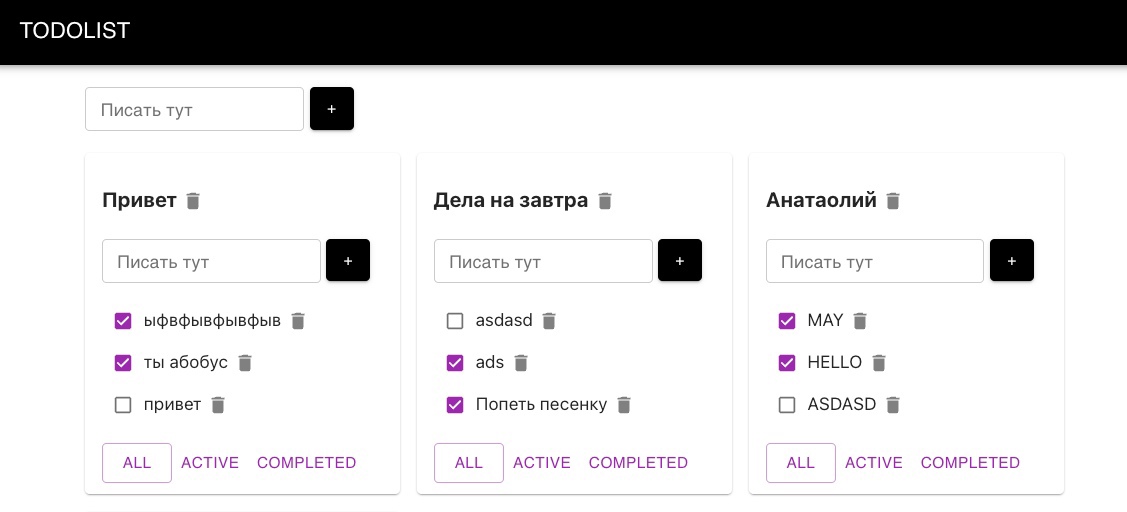 TODOLIST
Писать тут +
Привет
Писать тут +
ыфвфывфывфыв
ты абобус
привет
ALL ACTIVE COMPLETED
Дела на завтра
Писать тут +
asdasd
ads
Попеть песенку
ALL ACTIVE COMPLETED
Анатаолий
Писать тут +
MAY
HELLO
ASDASD
ALL ACTIVE COMPLETED